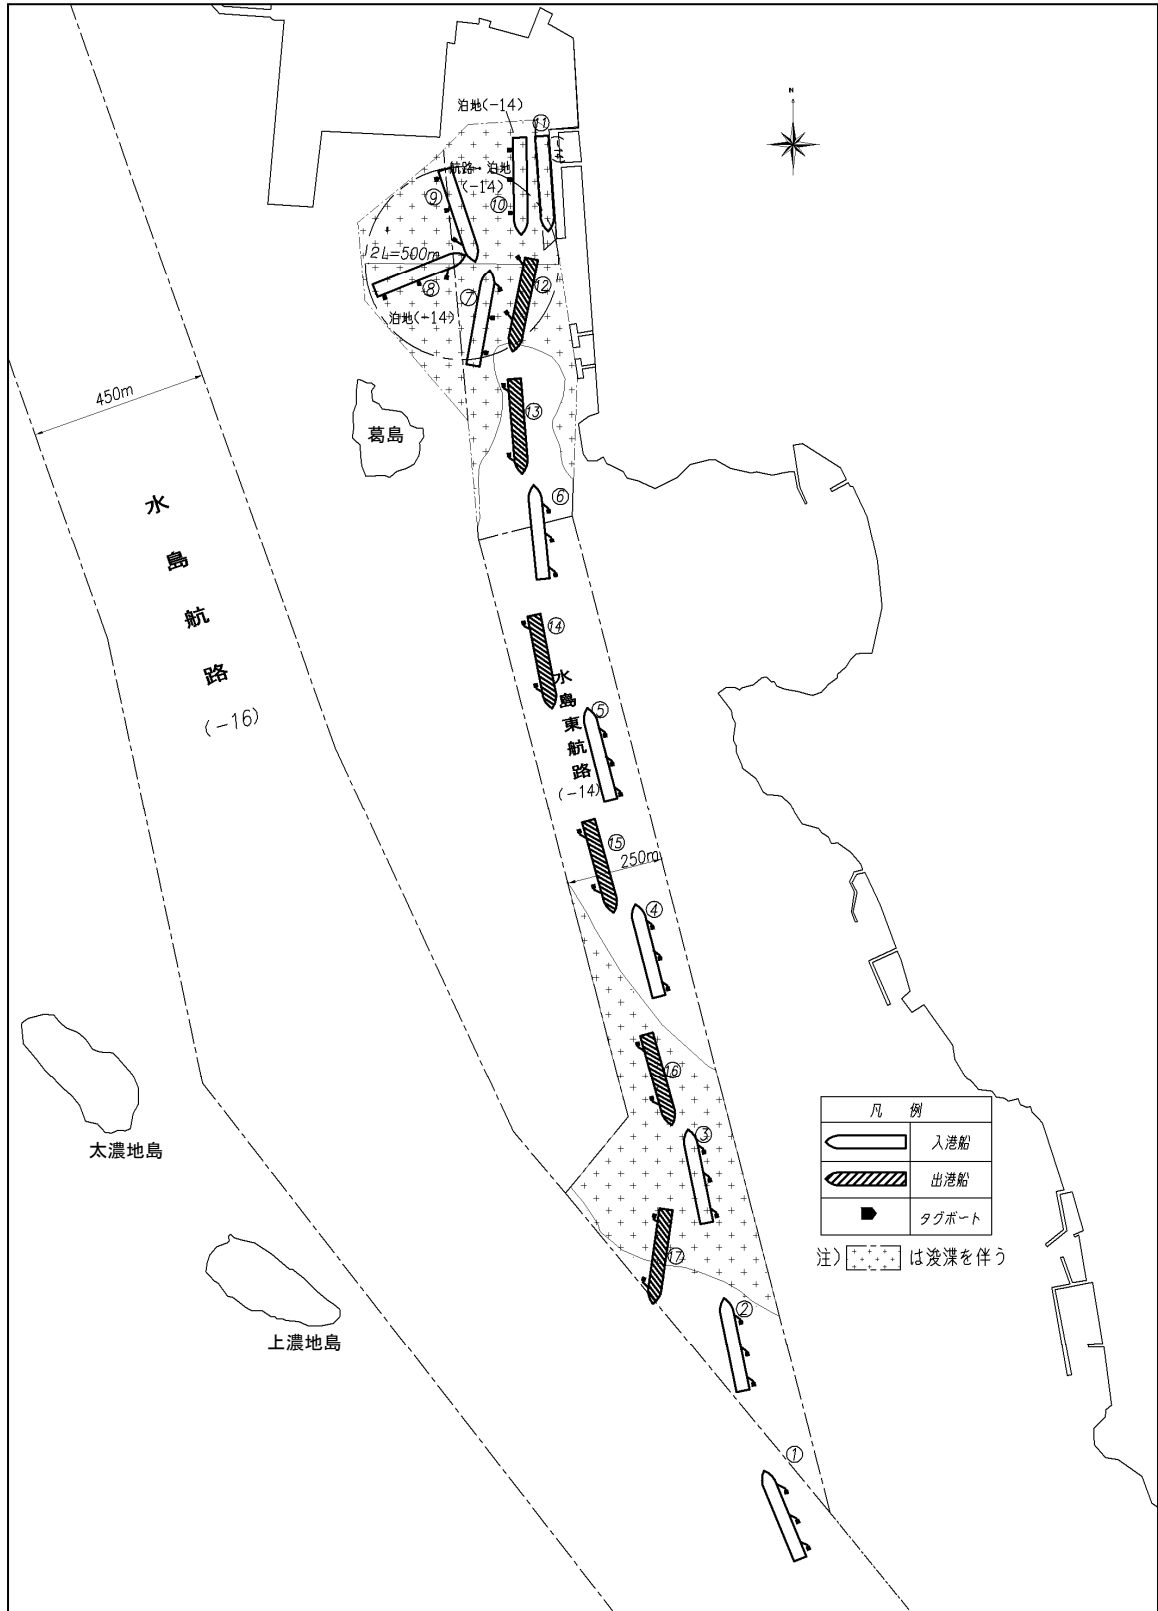 N
泊地(-14)
⑪
(-14)
航路・泊地
(-14)
⑨
⑩
2L=500m
⑧
⑦
⑫
泊地(-14)
450m
⑬
葛島
⑥
水島航路
(-16)
⑭
水島東航路
(-14)
⑤
⑮
250m
④
⑯
③
太濃地島
凡 例
入港船
出港船
タグボート
注) は浚渫を伴う
⑰
②
上濃地島
①